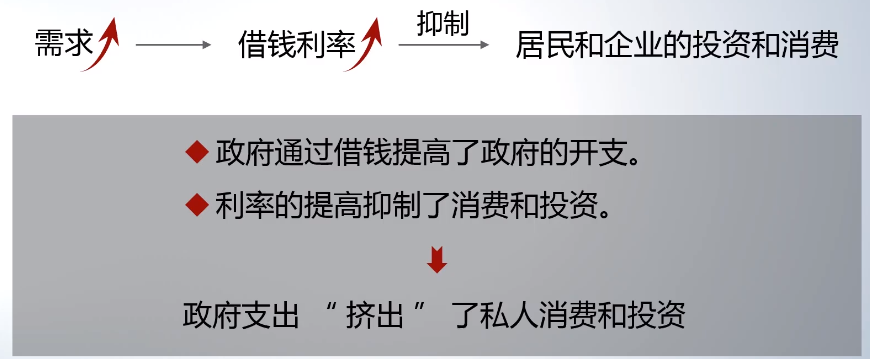 需求 借钱利率 抑制 居民和企业的投资和消费
政府通过借钱提高了政府的开支。
利率的提高抑制了消费和投资。
政府支出 “ 挤出 ” 了私人消费和投资